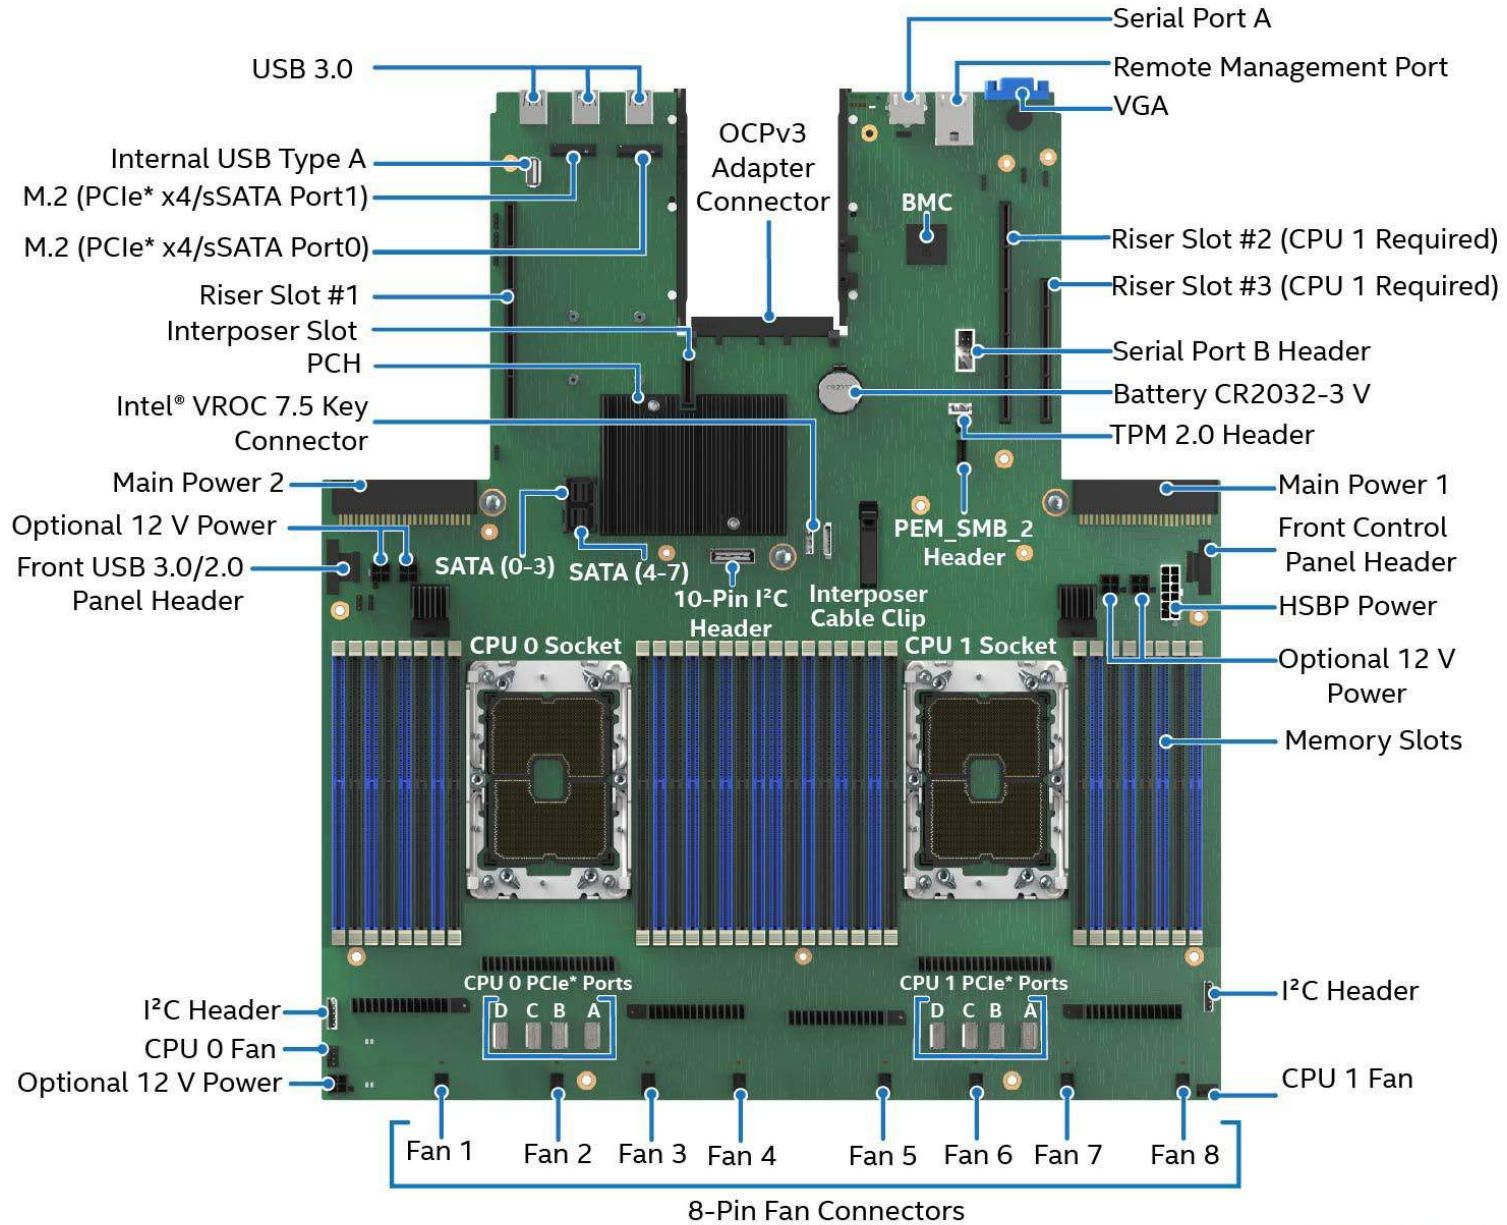 Serial Port A
USB 3.0
Remote Management Port
VGA
OCPv3
Adapter
Connector
Internal USB Type A
M.2 (PCIe* x4/sSATA Port1)
BMC
M.2 (PCIe* x4/sSATA Port0)
Riser Slot #2 (CPU 1 Required)
Riser Slot #1
Riser Slot #3 (CPU 1 Required)
Interposer Slot
PCH
Serial Port B Header
Intel® VROC 7.5 Key
Connector
Battery CR2032-3 V
TPM 2.0 Header
Main Power 2
Main Power 1
Optional 12 V Power
PEM_SMB_2
Header
Front Control
Panel Header
Front USB 3.0/2.0
Panel Header
SATA (0-3)
SATA (4-7)
10-Pin I²C
Header
Interposer
Cable Clip
HSBP Power
CPU 0 Socket
CPU 1 Socket
Optional 12 V
Power
Memory Slots
CPU 0 PCIe* Ports
D C B A
CPU 1 PCIe* Ports
D C B A
I²C Header
I²C Header
CPU 0 Fan
Optional 12 V Power
CPU 1 Fan
Fan 1
Fan 2
Fan 3
Fan 4
Fan 5
Fan 6
Fan 7
Fan 8
8-Pin Fan Connectors